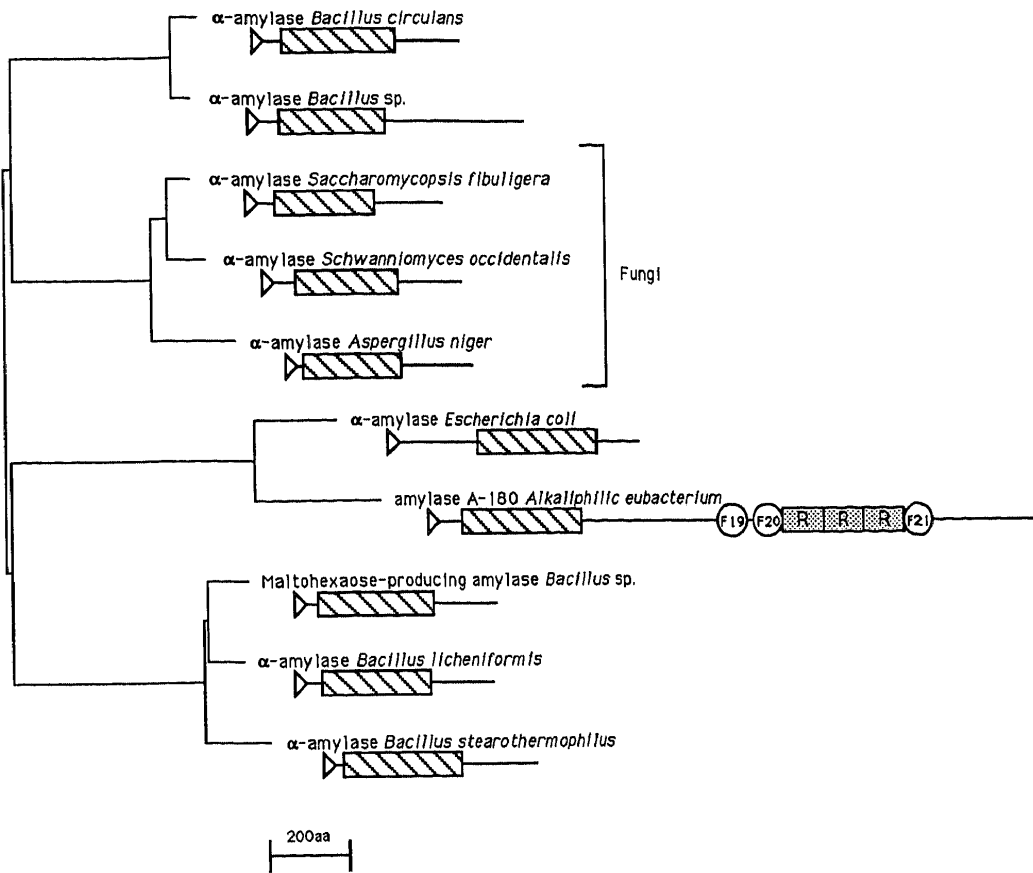 α-amylase Bacillus circulans
α-amylase Bacillus sp.
α-amylase Saccharomycopsis fibuligera
α-amylase Schwanniomyces occidentalis
Fungi
α-amylase Aspergillus niger
α-amylase Escherichia coli
amylase A-180 Alkaliphilic eubacterium
F19 F20 R R R F21
Maltohexaose-producing amylase Bacillus sp.
α-amylase Bacillus licheniformis
α-amylase Bacillus stearothermophilus
200aa